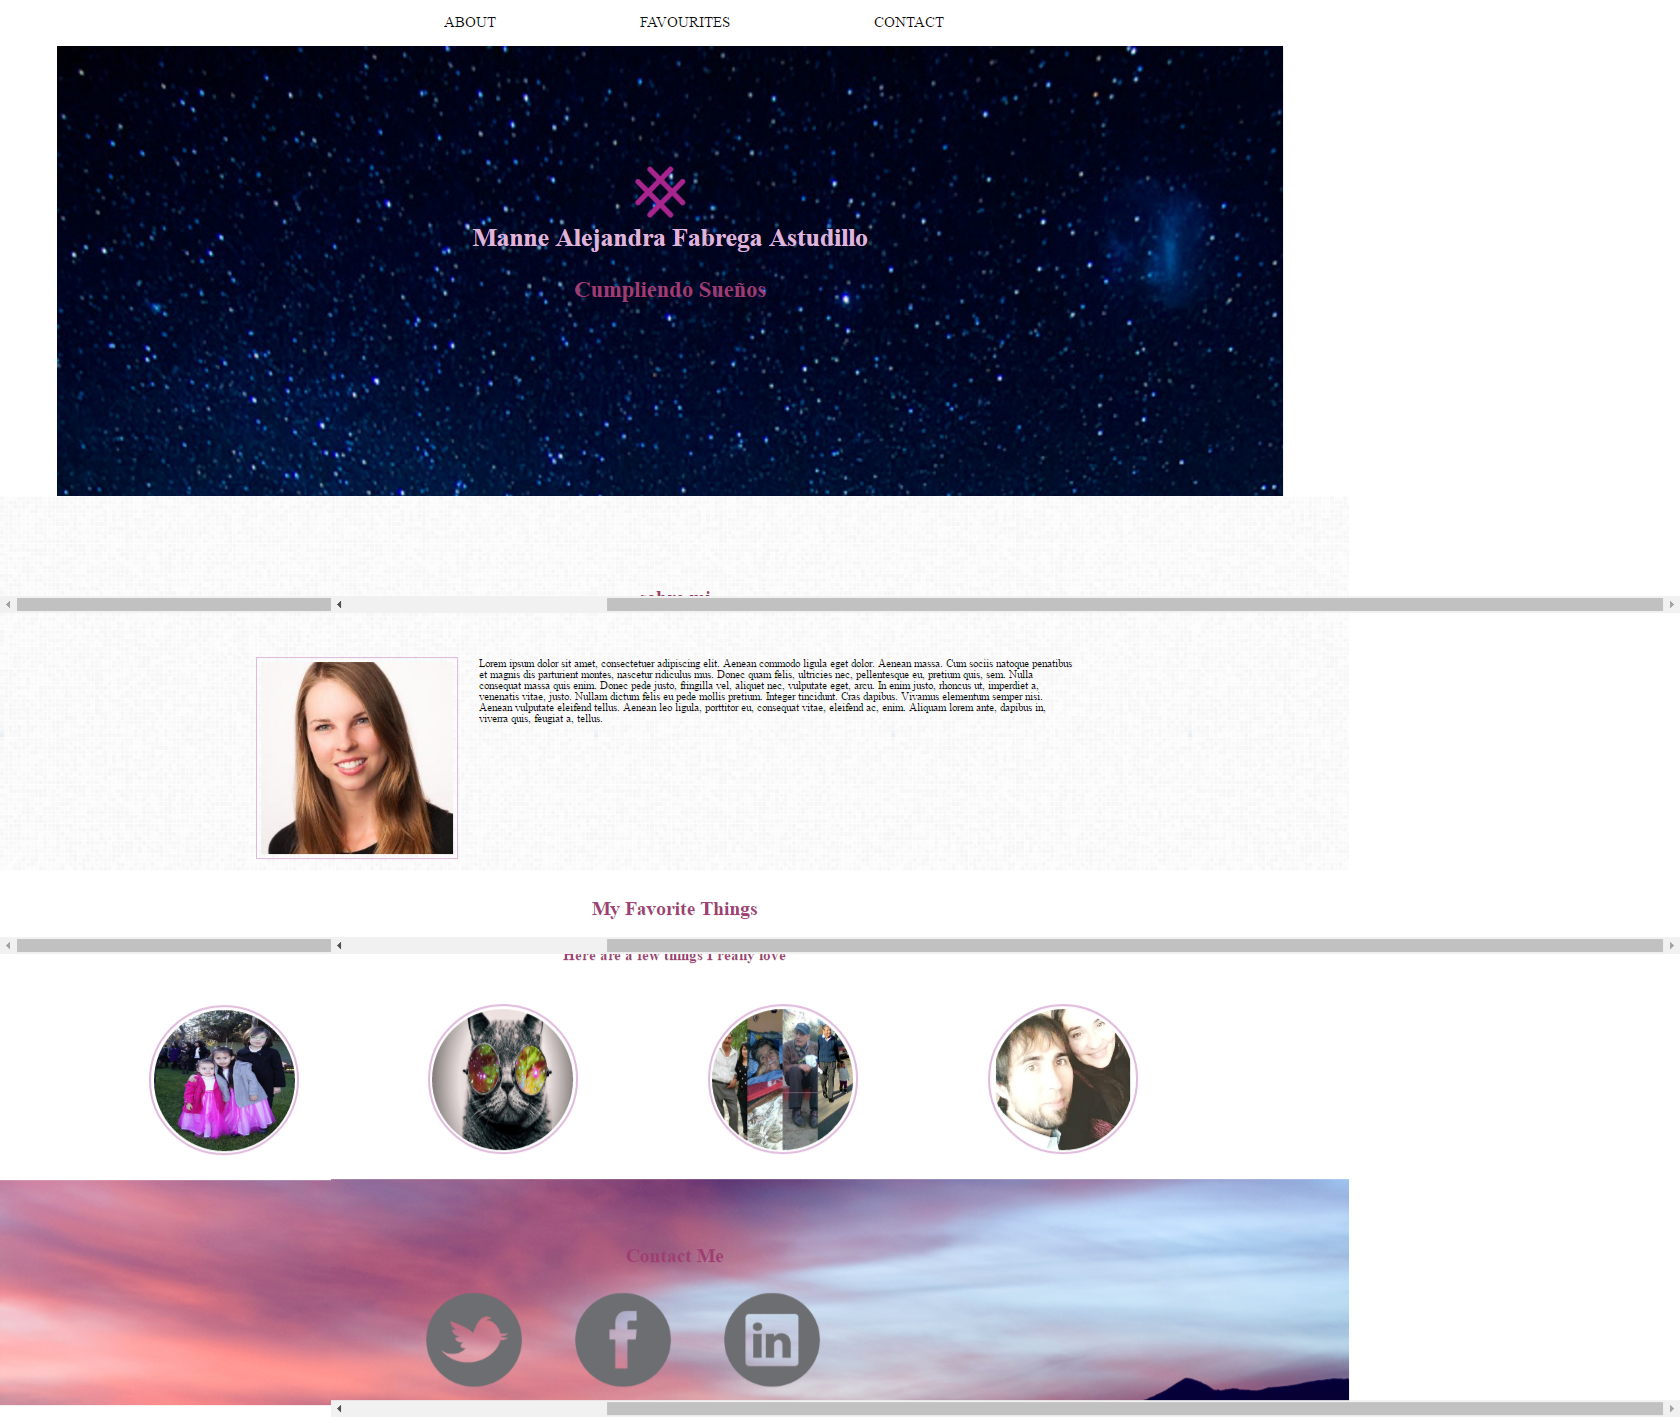 ABOUT FAVOURITES CONTACT
Manne Alejandra Fabrega Astudillo
Cumpliendo Sueños
sobre mi
Lorem ipsum dolor sit amet, consectetuer adipiscing elit. Aenean commodo ligula eget dolor. Aenean massa. Cum sociis natoque penatibus
et magnis dis parturient montes, nascetur ridiculus mus. Donec quam felis, ultricies nec, pellentesque eu, pretium quis, sem. Nulla
consequat massa quis enim. Donec pede justo, fringilla vel, aliquet nec, vulputate eget, arcu. In enim justo, rhoncus ut, imperdiet a,
venenatis vitae, justo. Nullam dictum felis eu pede mollis pretium. Integer tincidunt. Cras dapibus. Vivamus elementum semper nisi.
Aenean vulputate eleifend tellus. Aenean leo ligula, porttitor eu, consequat vitae, eleifend ac, enim. Aliquam lorem ante, dapibus in,
viverra quis, feugiat a, tellus.
My Favorite Things
Here are a few things I really love
Contact Me
f
in